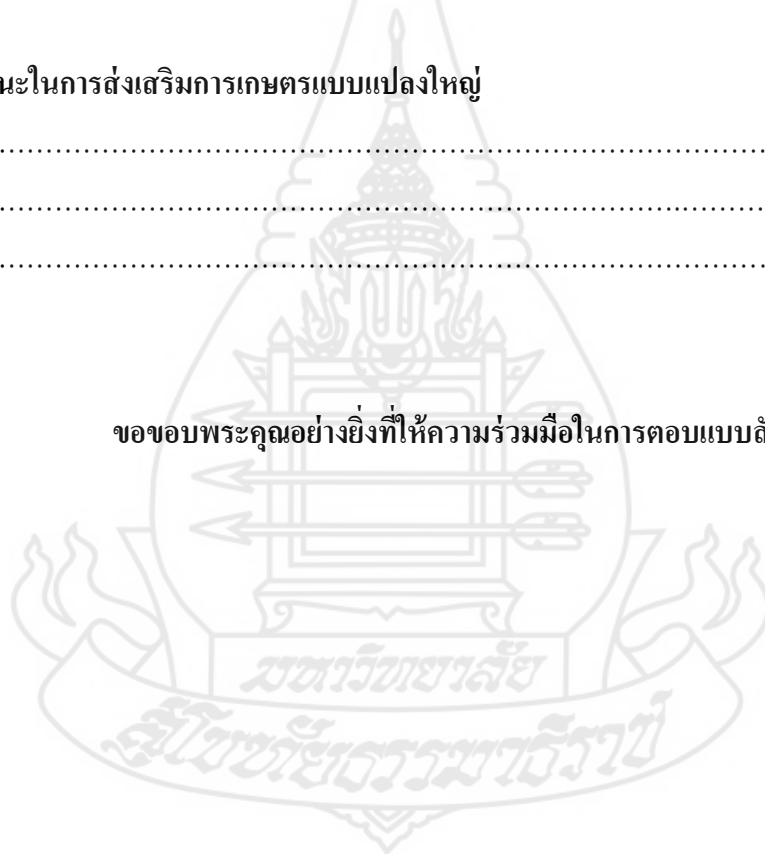 นะในการส่งเสริมการเกษตรแบบแปลงใหญ่
ขอขอบพระคุณอย่างยิ่งที่ให้ความร่วมมือในการตอบแบบสั
มหาวิทยาลัย
สุโขทัยธรรมาธิราช